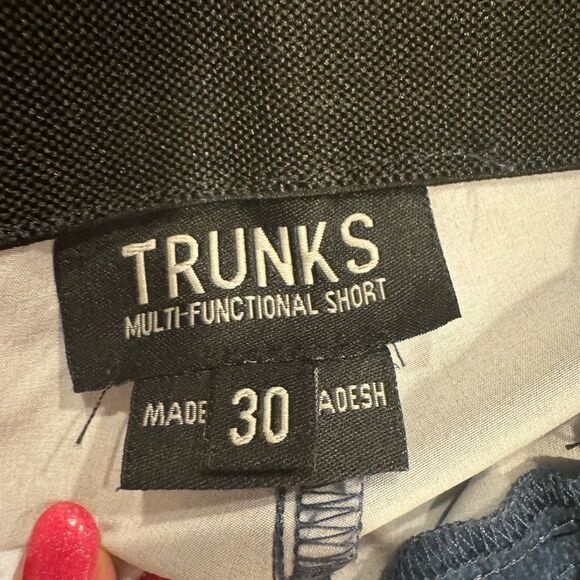 TRUNKS
MULTI-FUNCTIONAL SHORT
MADE 30 ADESH